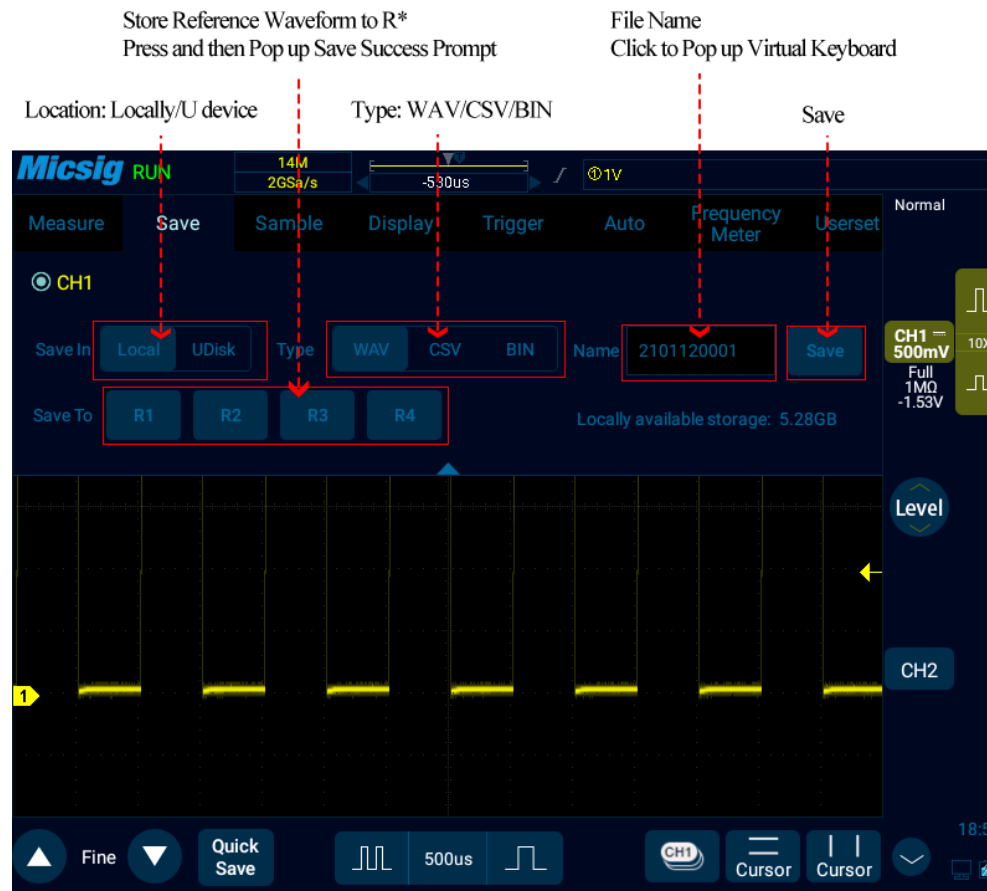 Store Reference Waveform to R*
Press and then Pop up Save Success Prompt
File Name
Click to Pop up Virtual Keyboard
Location: Locally/U device
Type: WAV/CSV/BIN
Save
Micsig RUN
14M
2GSa/s
-530us
1V
Measure Save Sample Display Trigger Auto Frequency Meter Userset
Normal
CH1
Save In Local UDisk Type WAV CSV BIN Name 2101120001 Save
CH1
500mV
10X
Full
1MΩ
-1.53V
Save To R1 R2 R3 R4
Locally available storage: 5.28GB
Level
1
CH2
Fine
Quick
Save
500us
CH1
Cursor
Cursor